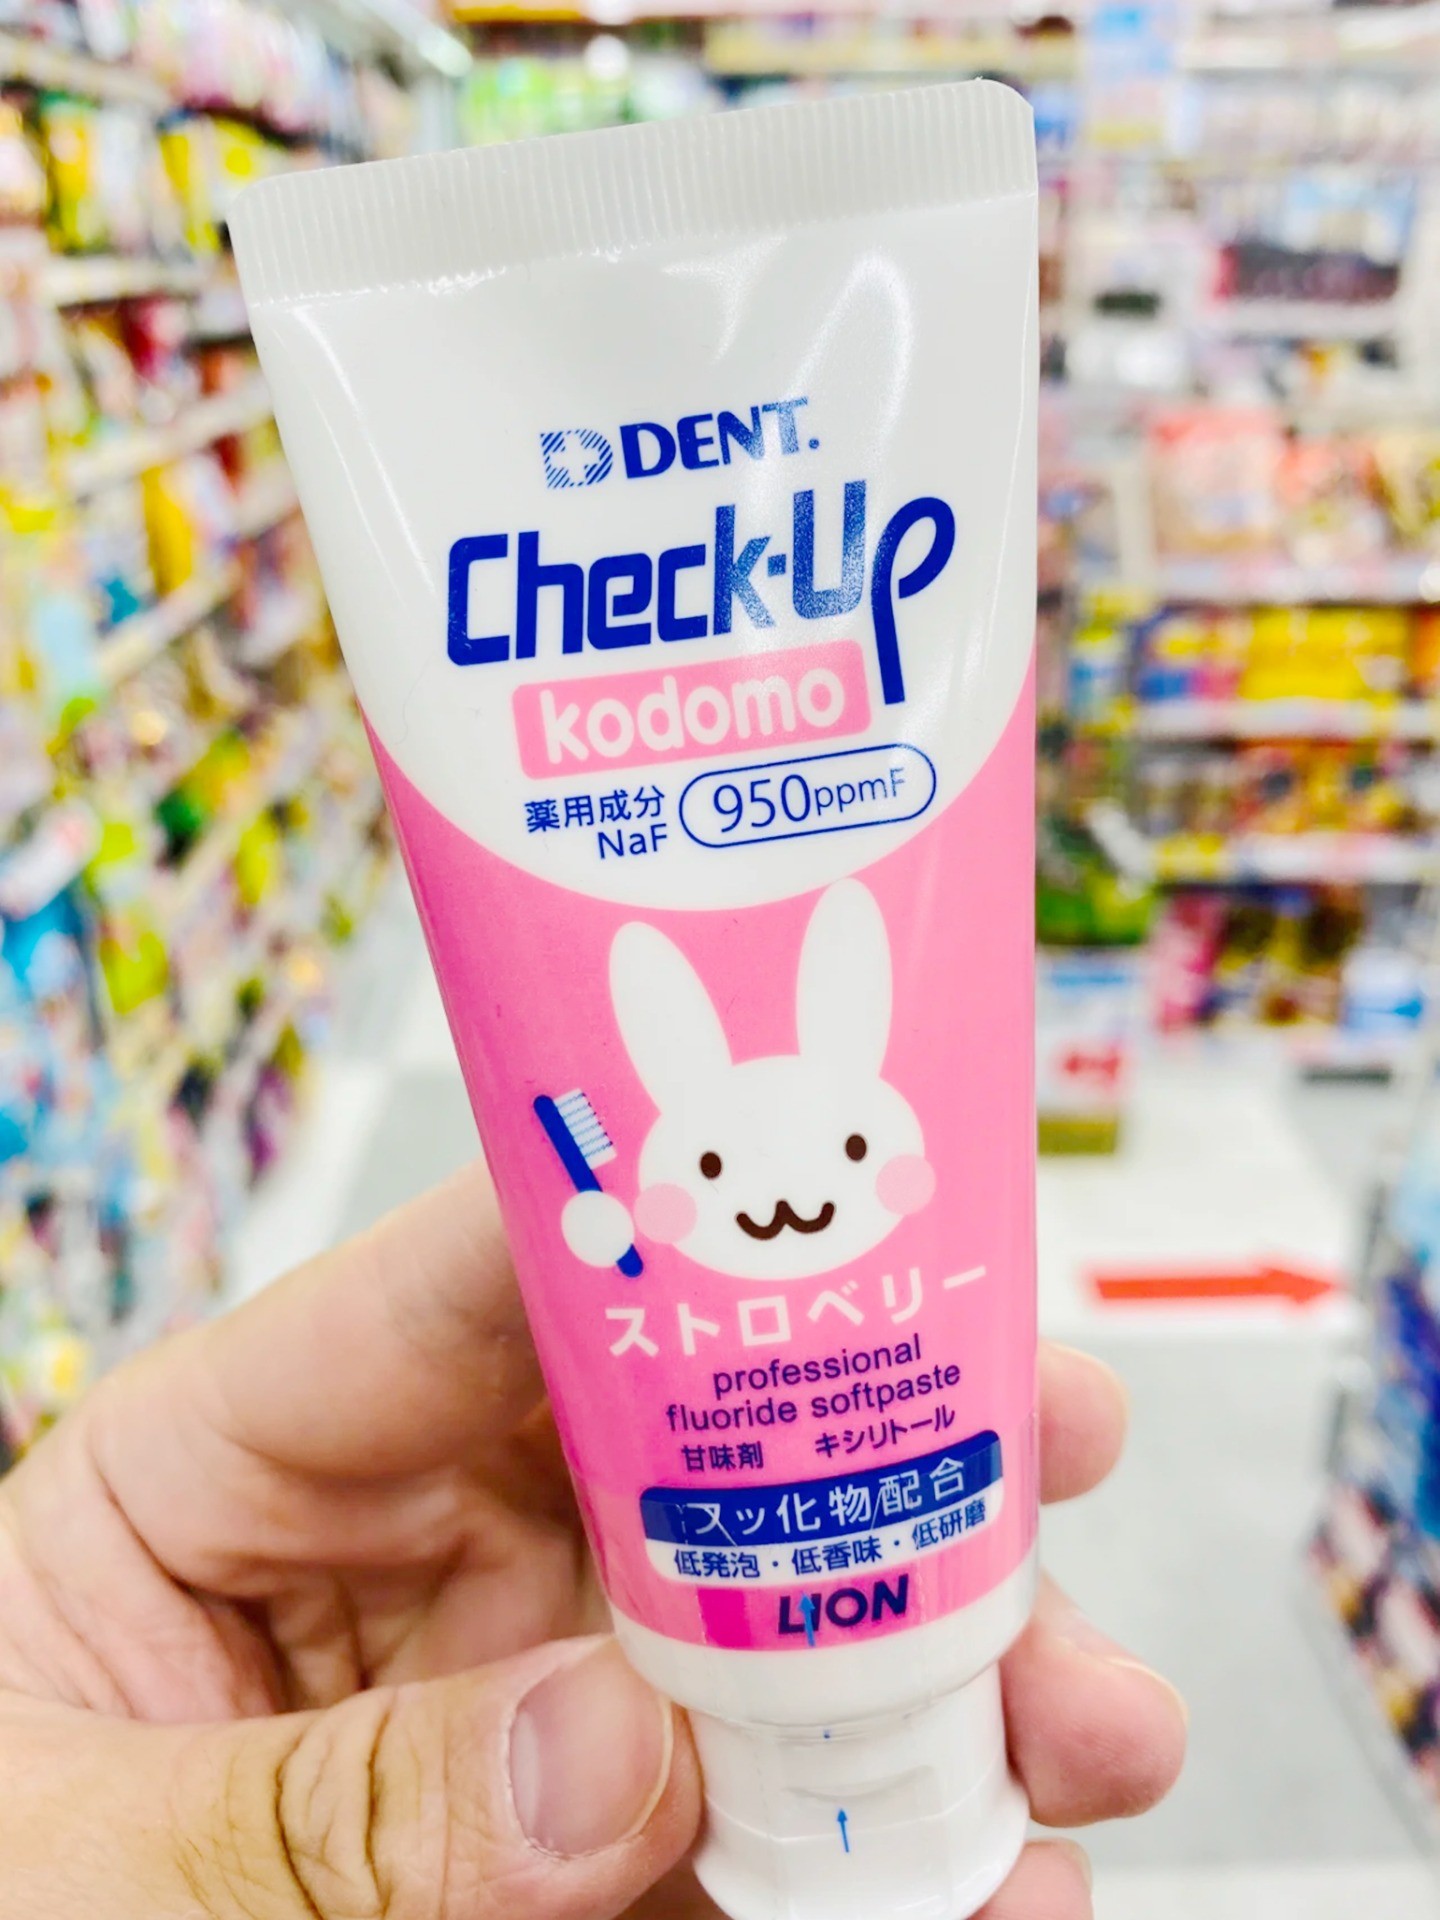 DENT.
Check-Up
kodomo
薬用成分
NaF
950ppmF
ストロベリー
professional
fluoride softpaste
甘味剤 キシリトール
フッ化物配合
低発泡・低香味・低研磨
LION